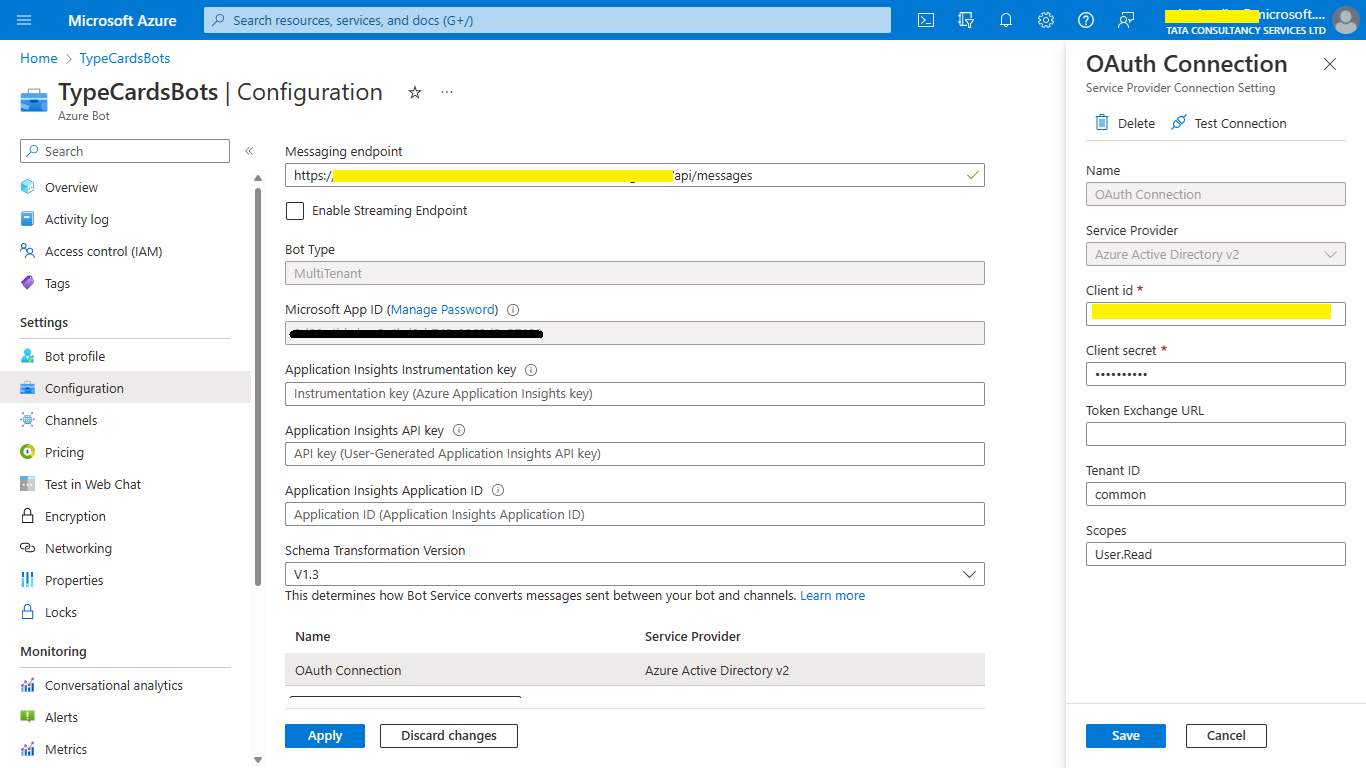 Microsoft Azure
Search resources, services, and docs (G+/)
microsoft....
TATA CONSULTANCY SERVICES LTD
Home > TypeCardsBots
TypeCardsBots | Configuration
...
Azure Bot
Search
«
Overview
Activity log
Access control (IAM)
Tags
Settings
Bot profile
Configuration
Channels
Pricing
Test in Web Chat
Encryption
Networking
Properties
Locks
Monitoring
Conversational analytics
Alerts
Metrics
Messaging endpoint
https:/
api/messages
Enable Streaming Endpoint
Bot Type
MultiTenant
Microsoft App ID (Manage Password)
Application Insights Instrumentation key
Instrumentation key (Azure Application Insights key)
Application Insights API key
API key (User-Generated Application Insights API key)
Application Insights Application ID
Application ID (Application Insights Application ID)
Schema Transformation Version
V1.3
This determines how Bot Service converts messages sent between your bot and channels. Learn more
Name Service Provider
OAuth Connection Azure Active Directory v2
Apply
Discard changes
OAuth Connection
Service Provider Connection Setting
Delete
Test Connection
Name
OAuth Connection
Service Provider
Azure Active Directory v2
Client id *
Client secret *
••••••••••
Token Exchange URL
Tenant ID
common
Scopes
User.Read
Save
Cancel